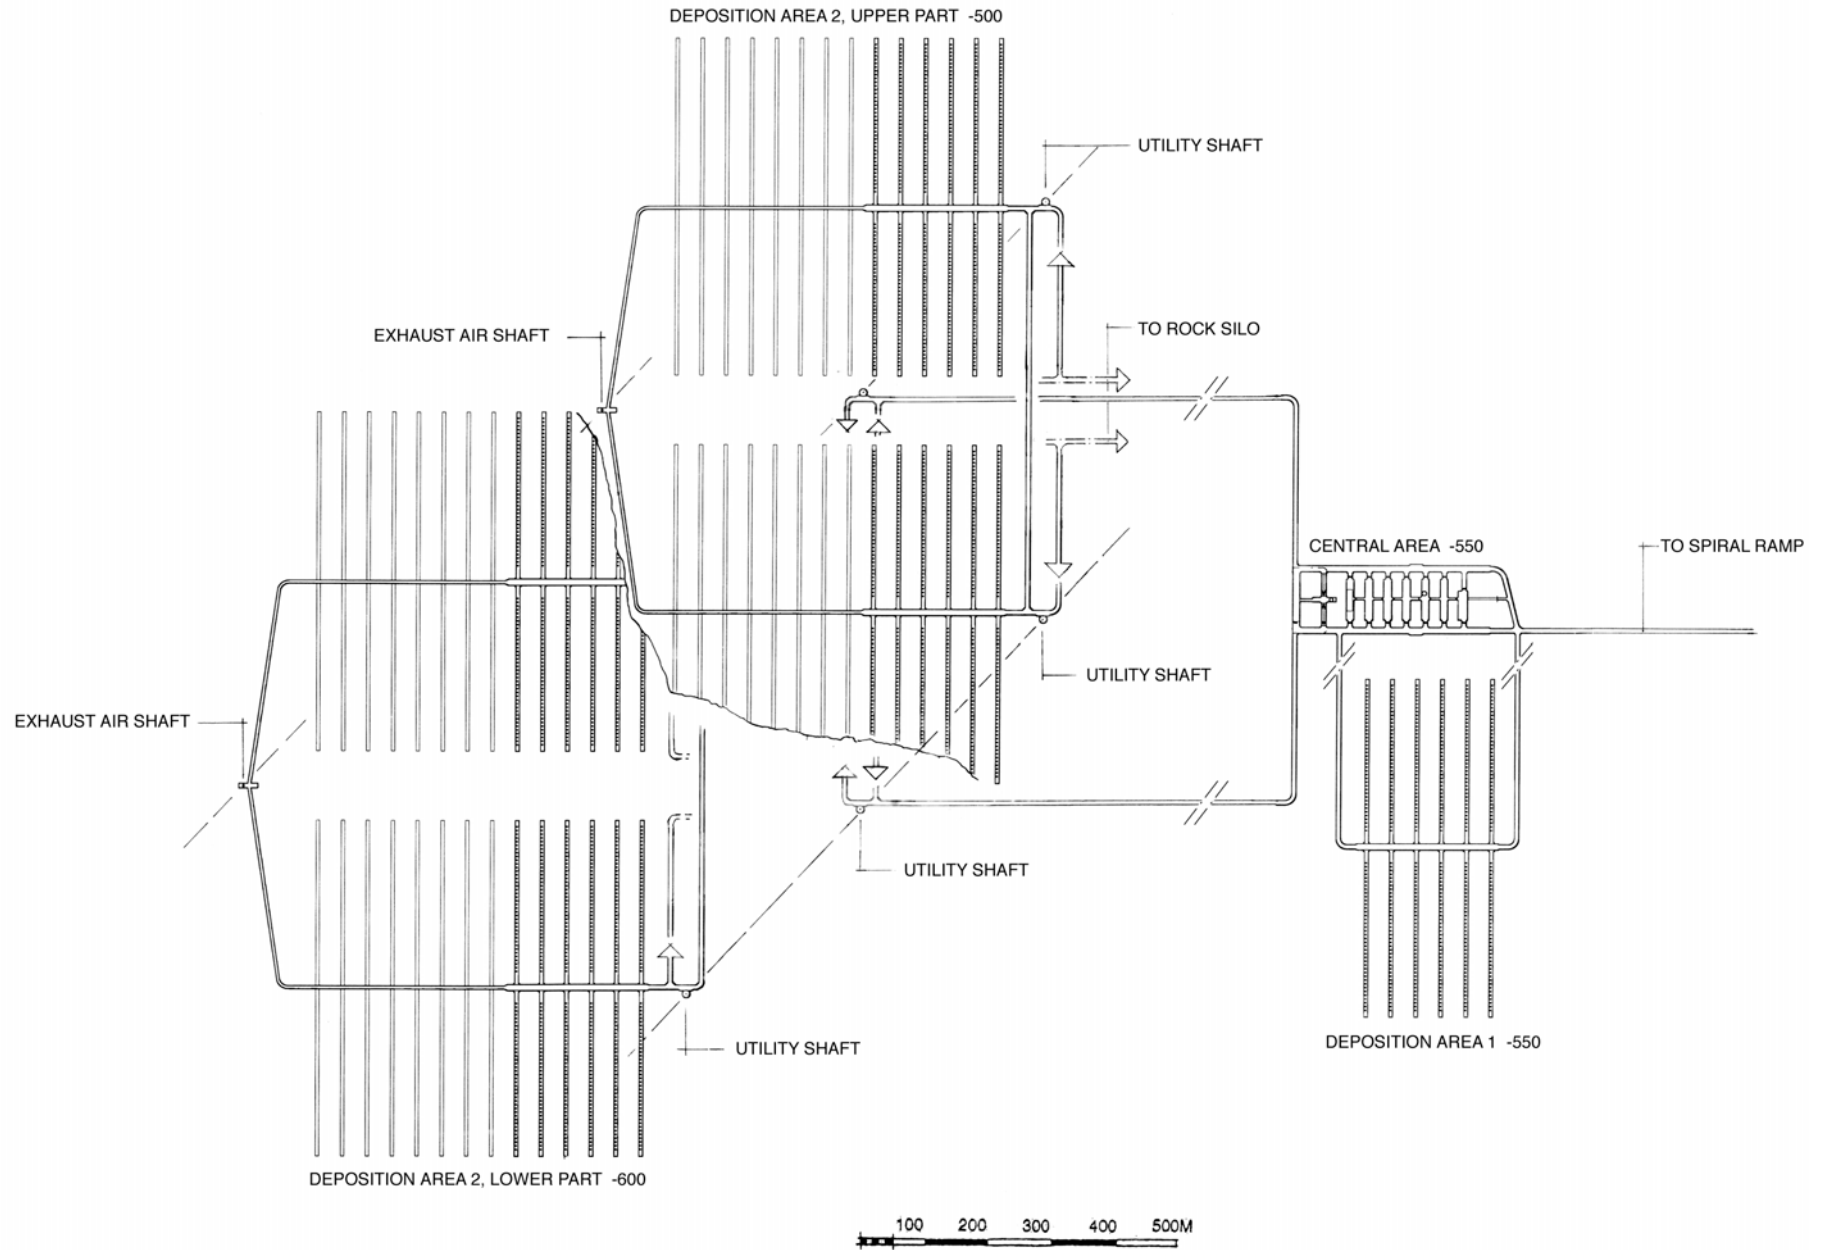 DEPOSITION AREA 2, UPPER PART -500
UTILITY SHAFT
EXHAUST AIR SHAFT
TO ROCK SILO
CENTRAL AREA -550
TO SPIRAL RAMP
UTILITY SHAFT
EXHAUST AIR SHAFT
UTILITY SHAFT
DEPOSITION AREA 1 -550
UTILITY SHAFT
DEPOSITION AREA 2, LOWER PART -600
100 200 300 400 500M